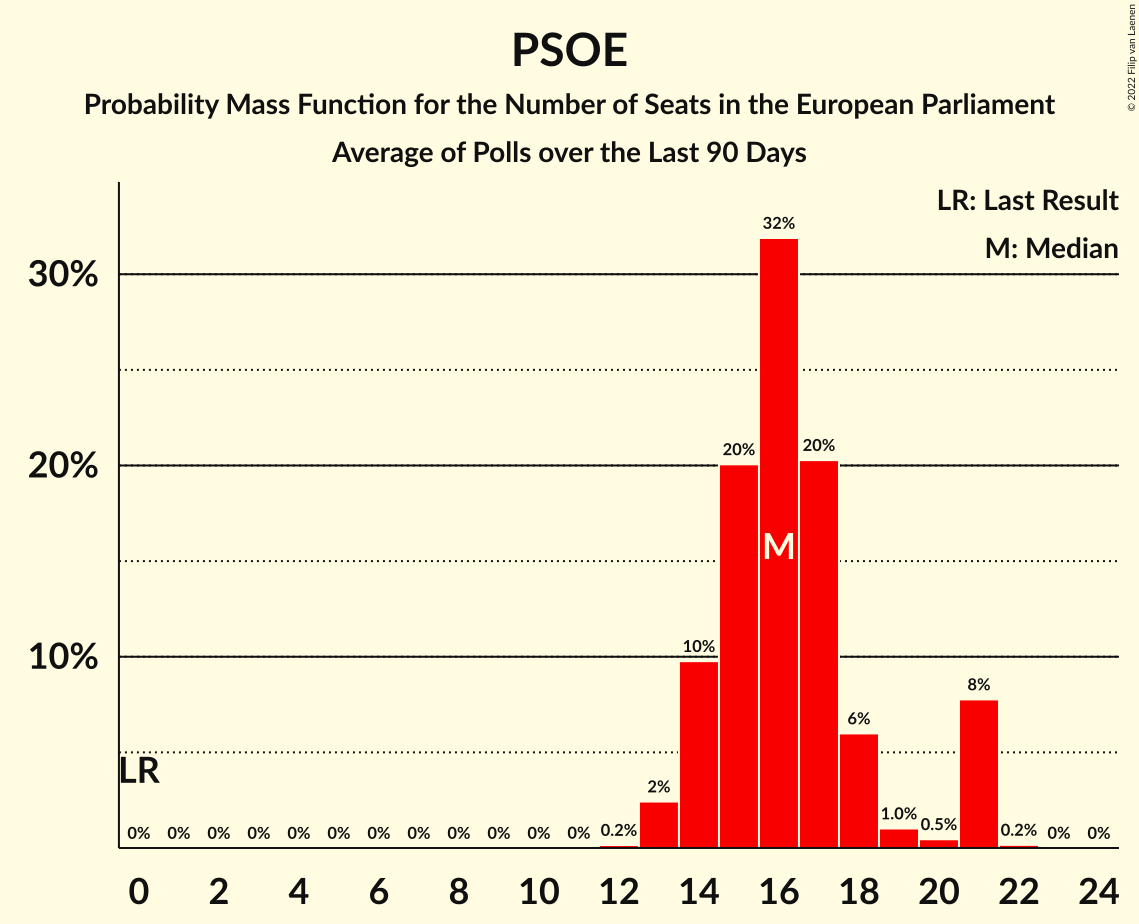 PSOE
Probability Mass Function for the Number of Seats in the European Parliament
Average of Polls over the Last 90 Days
© 2022 Filip van Laenen
LR: Last Result
M: Median
32%
30%
20%
20%
20%
M
10%
10%
8%
6%
LR
2%
0% 0% 0% 0% 0% 0% 0% 0% 0% 0% 0% 0% 0.2% 1.0% 0.5% 0.2% 0% 0%
0 2 4 6 8 10 12 14 16 18 20 22 24